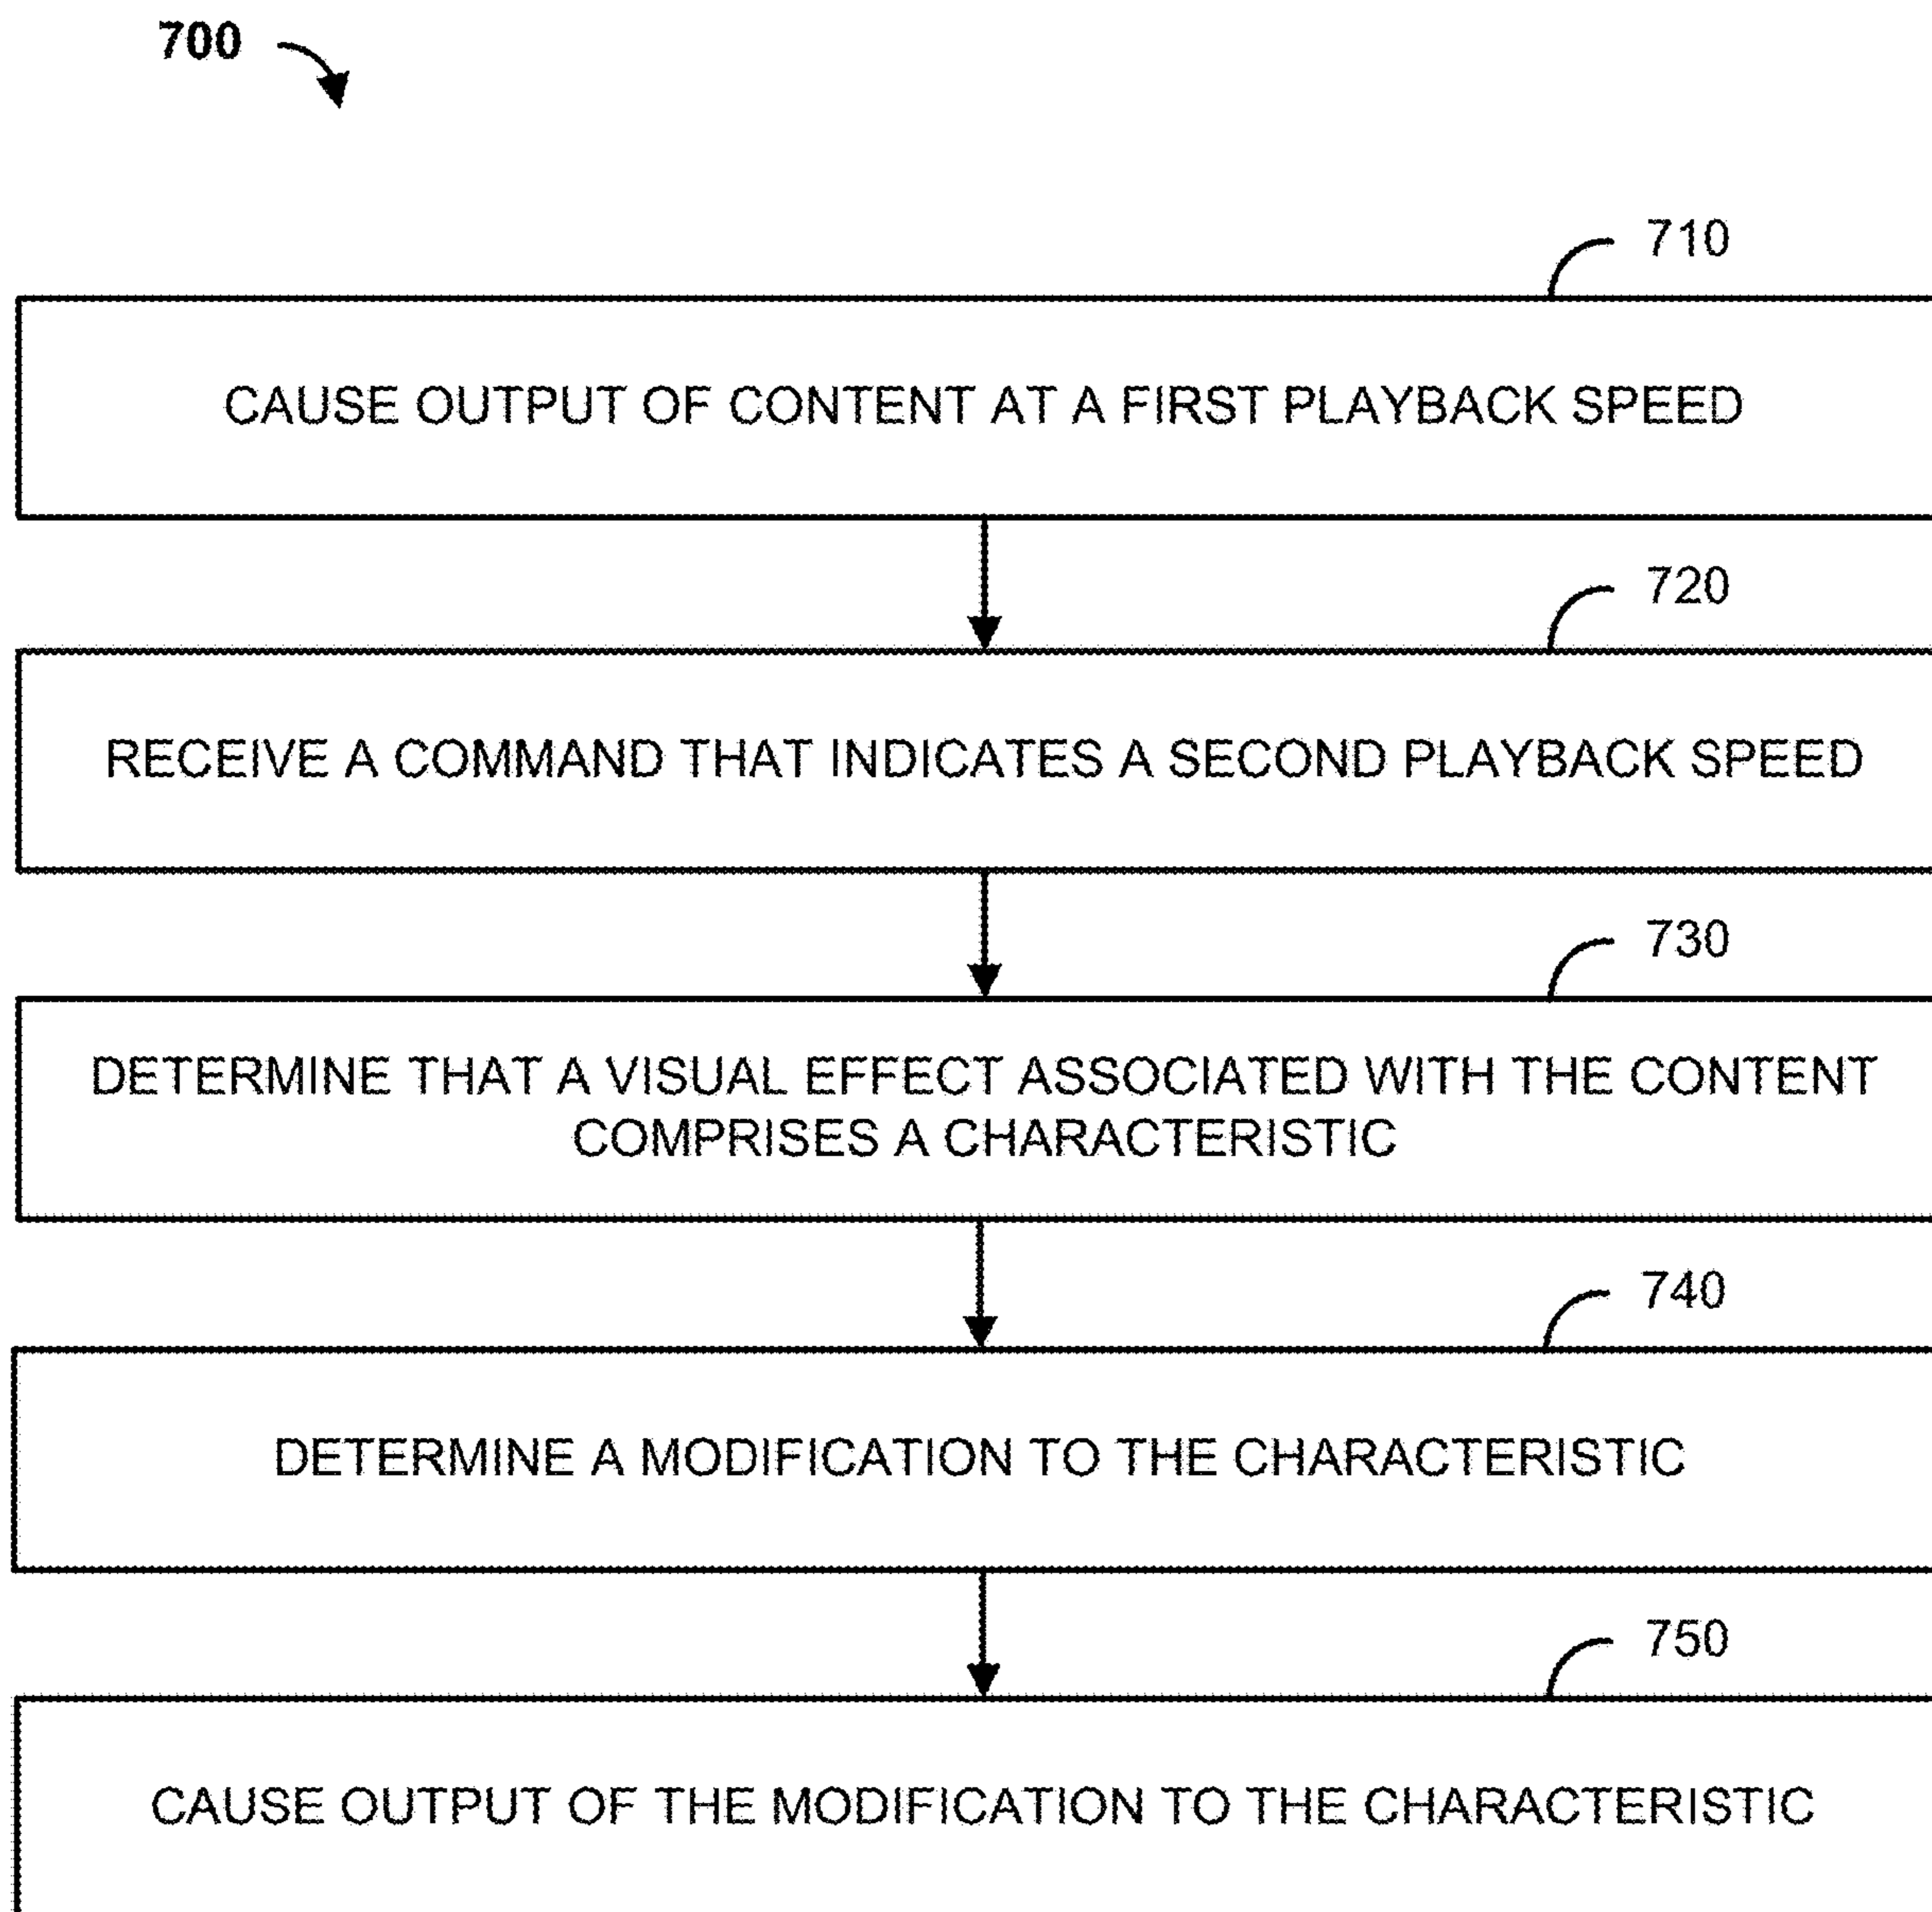 700
710
CAUSE OUTPUT OF CONTENT AT A FIRST PLAYBACK SPEED
720
RECEIVE A COMMAND THAT INDICATES A SECOND PLAYBACK SPEED
730
DETERMINE THAT A VISUAL EFFECT ASSOCIATED WITH THE CONTENT
COMPRISES A CHARACTERISTIC
740
DETERMINE A MODIFICATION TO THE CHARACTERISTIC
750
CAUSE OUTPUT OF THE MODIFICATION TO THE CHARACTERISTIC